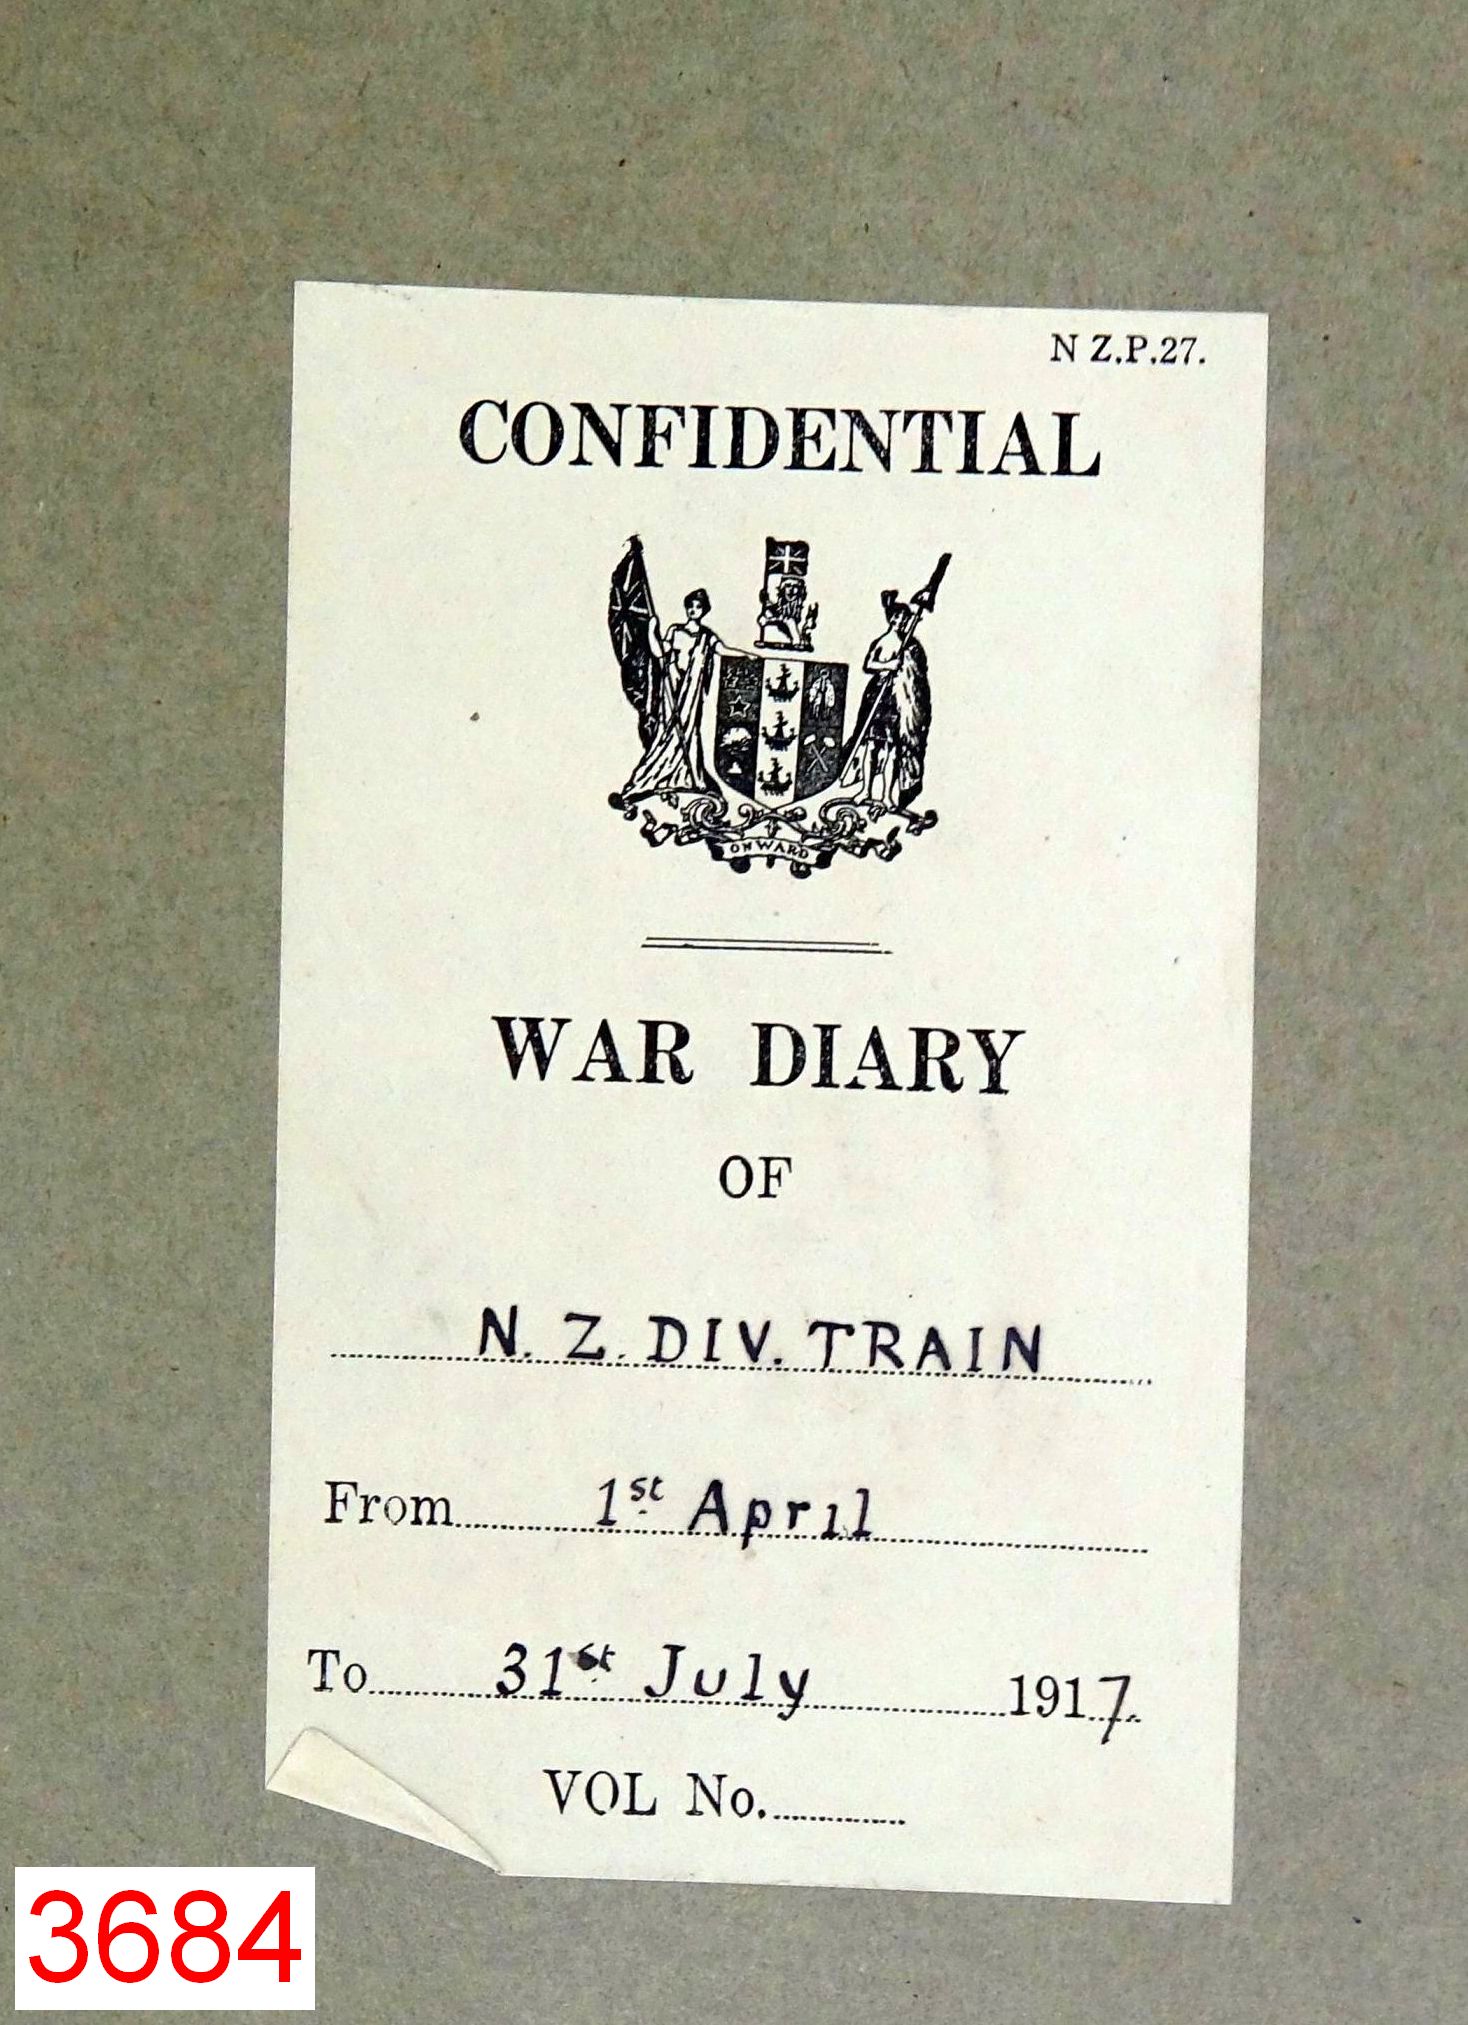 N Z.P.27.
CONFIDENTIAL
ONWARD
WAR DIARY
OF
N. Z. DIV. TRAIN
From 1st April
To 31st July 1917.
VOL No.
3684